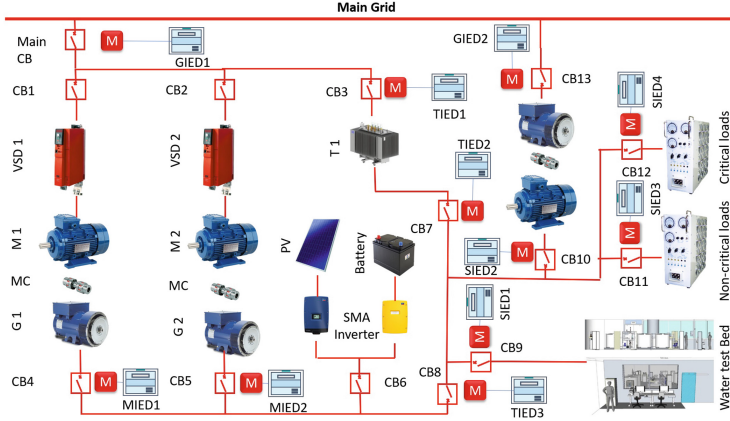 Main Grid
Main
CB
M
GIED1
GIED2
M
CB13
CB1
CB2
CB3
M
TIED1
SIED4
M
VSD 1
VSD 2
T 1
TIED2
M
CB12
Critical loads
SIED3
M
M 1
M 2
PV
Battery
CB7
SIED2
M
CB10
CB11
Non-critical loads
MC
MC
SIED1
M
G 1
G 2
SMA
Inverter
CB9
Water test Bed
CB4
M
MIED1
CB5
M
MIED2
CB6
CB8
M
TIED3